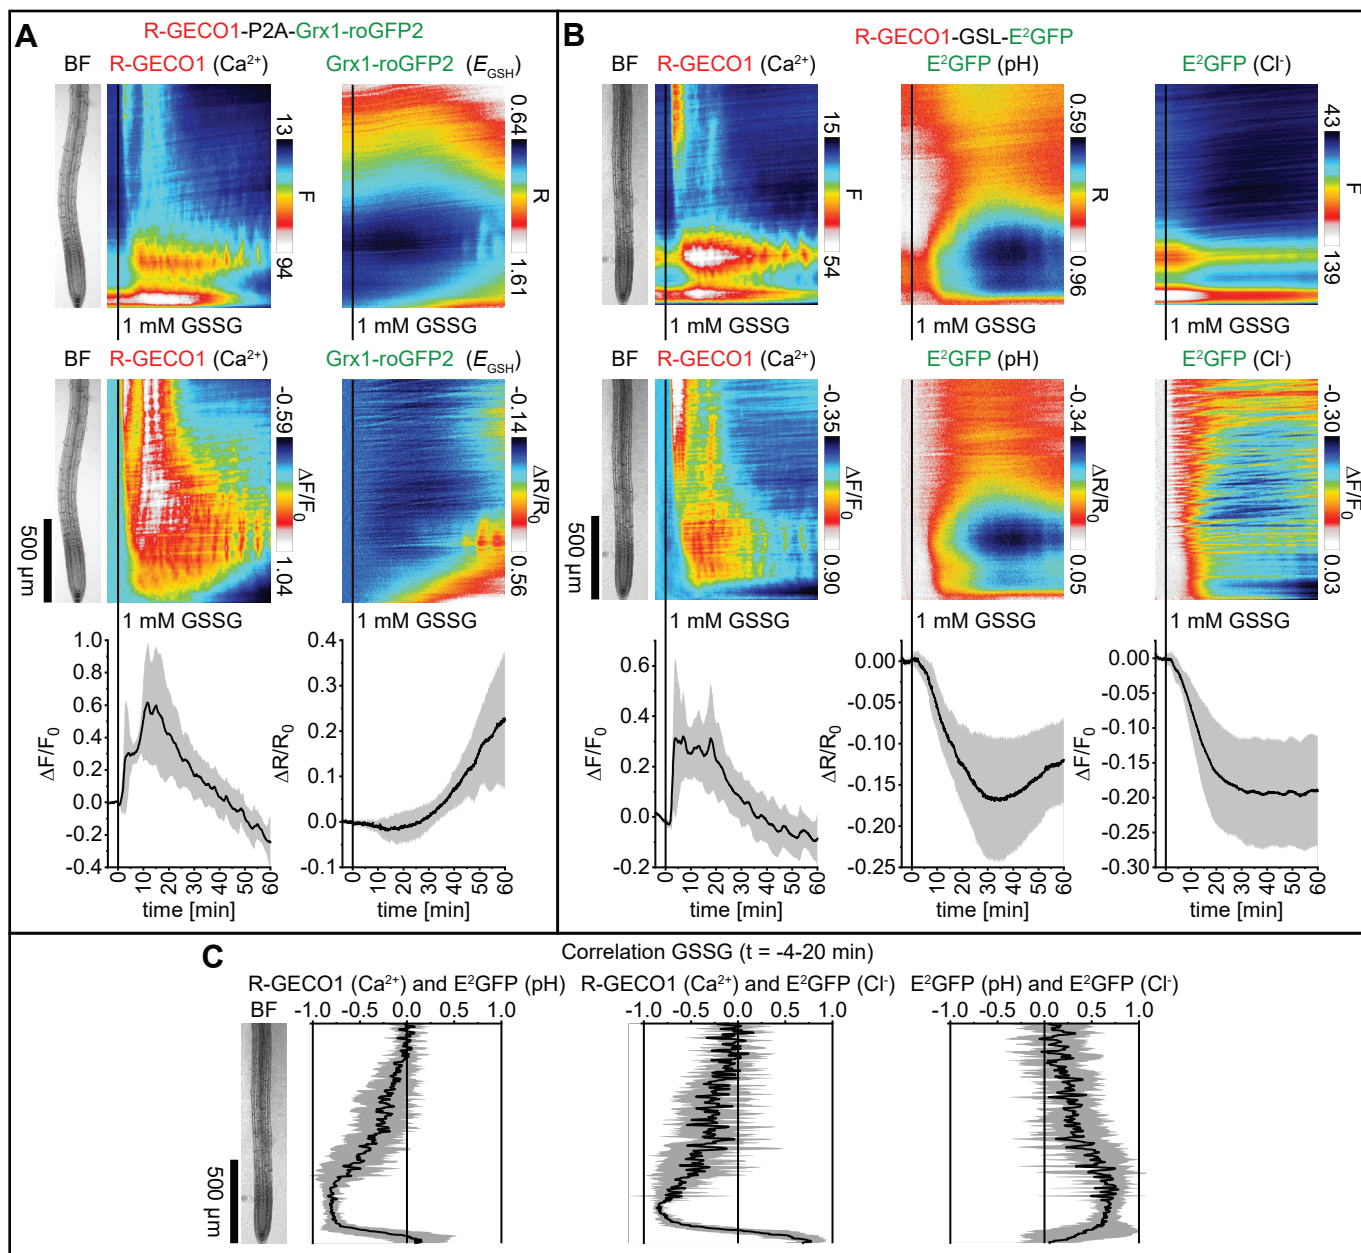 A
R-GECO1-P2A-Grx1-roGFP2
BF R-GECO1 (Ca²⁺) Grx1-roGFP2 (E_GSH)
13 F 94
0.64 R 1.61
1 mM GSSG 1 mM GSSG
BF R-GECO1 (Ca²⁺) Grx1-roGFP2 (E_GSH)
500 µm
-0.59 ΔF/F₀ 1.04
-0.14 ΔR/R₀ 0.56
1 mM GSSG 1 mM GSSG
ΔF/F₀
1.0
0.8
0.6
0.4
0.2
0.0
-0.2
-0.4
0 10 20 30 40 50 60
time [min]
ΔR/R₀
0.4
0.3
0.2
0.1
0.0
-0.1
0 10 20 30 40 50 60
time [min]
B
R-GECO1-GSL-E²GFP
BF R-GECO1 (Ca²⁺) E²GFP (pH) E²GFP (Cl⁻)
15 F 54
0.59 R 0.96
43 F 139
1 mM GSSG 1 mM GSSG 1 mM GSSG
BF R-GECO1 (Ca²⁺) E²GFP (pH) E²GFP (Cl⁻)
500 µm
-0.35 ΔF/F₀ 0.90
-0.34 ΔR/R₀ 0.05
-0.30 ΔF/F₀ 0.03
1 mM GSSG 1 mM GSSG 1 mM GSSG
ΔF/F₀
0.6
0.4
0.2
0.0
-0.2
0 10 20 30 40 50 60
time [min]
ΔR/R₀
0.00
-0.05
-0.10
-0.15
-0.20
-0.25
0 10 20 30 40 50 60
time [min]
ΔF/F₀
0.00
-0.05
-0.10
-0.15
-0.20
-0.25
-0.30
0 10 20 30 40 50 60
time [min]
C
Correlation GSSG (t = -4-20 min)
R-GECO1 (Ca²⁺) and E²GFP (pH) R-GECO1 (Ca²⁺) and E²GFP (Cl⁻) E²GFP (pH) and E²GFP (Cl⁻)
BF -1.0 -0.5 0.0 0.5 1.0 -1.0 -0.5 0.0 0.5 1.0 -1.0 -0.5 0.0 0.5 1.0
500 µm